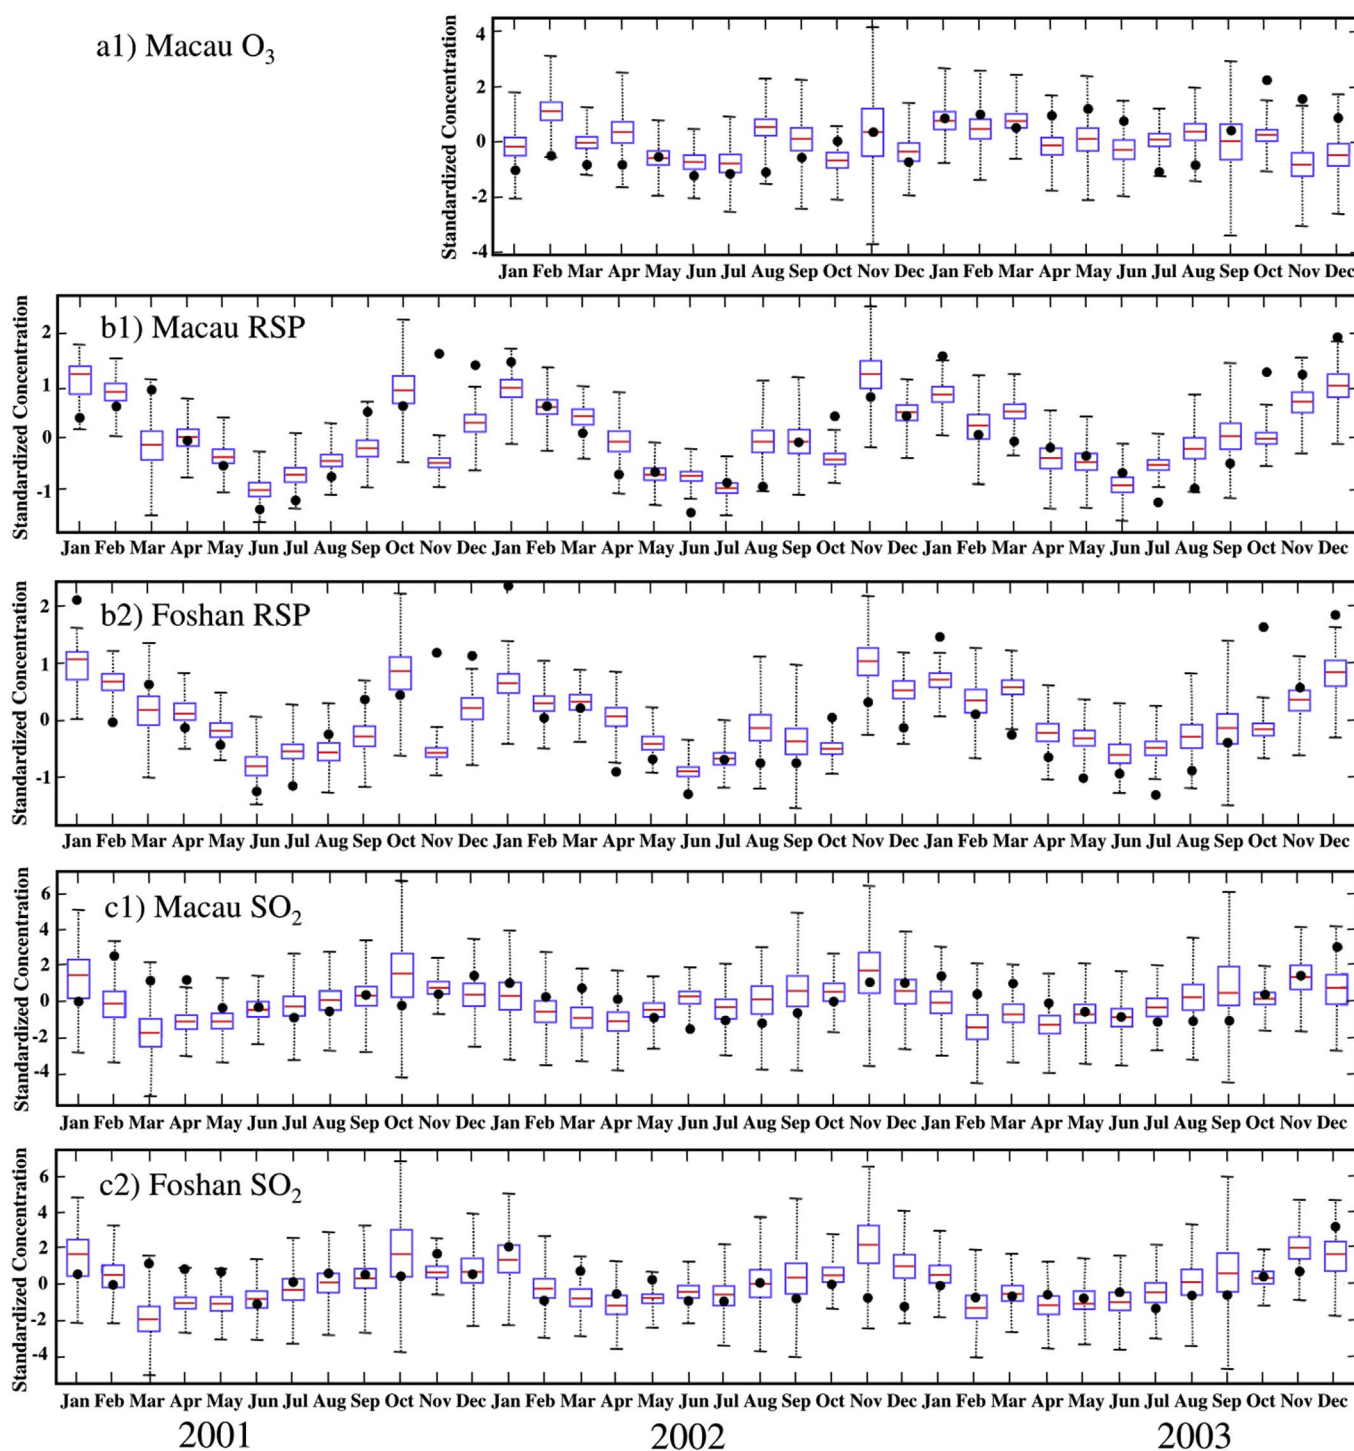 a1) Macau O3
Standardized Concentration
4
2
0
-2
-4
Jan Feb Mar Apr May Jun Jul Aug Sep Oct Nov Dec Jan Feb Mar Apr May Jun Jul Aug Sep Oct Nov Dec
b1) Macau RSP
Standardized Concentration
2
1
0
-1
Jan Feb Mar Apr May Jun Jul Aug Sep Oct Nov Dec Jan Feb Mar Apr May Jun Jul Aug Sep Oct Nov Dec Jan Feb Mar Apr May Jun Jul Aug Sep Oct Nov Dec
b2) Foshan RSP
Standardized Concentration
2
1
0
-1
Jan Feb Mar Apr May Jun Jul Aug Sep Oct Nov Dec Jan Feb Mar Apr May Jun Jul Aug Sep Oct Nov Dec Jan Feb Mar Apr May Jun Jul Aug Sep Oct Nov Dec
c1) Macau SO2
Standardized Concentration
6
4
2
0
-2
-4
Jan Feb Mar Apr May Jun Jul Aug Sep Oct Nov Dec Jan Feb Mar Apr May Jun Jul Aug Sep Oct Nov Dec Jan Feb Mar Apr May Jun Jul Aug Sep Oct Nov Dec
c2) Foshan SO2
Standardized Concentration
6
4
2
0
-2
-4
Jan Feb Mar Apr May Jun Jul Aug Sep Oct Nov Dec Jan Feb Mar Apr May Jun Jul Aug Sep Oct Nov Dec Jan Feb Mar Apr May Jun Jul Aug Sep Oct Nov Dec
2001 2002 2003